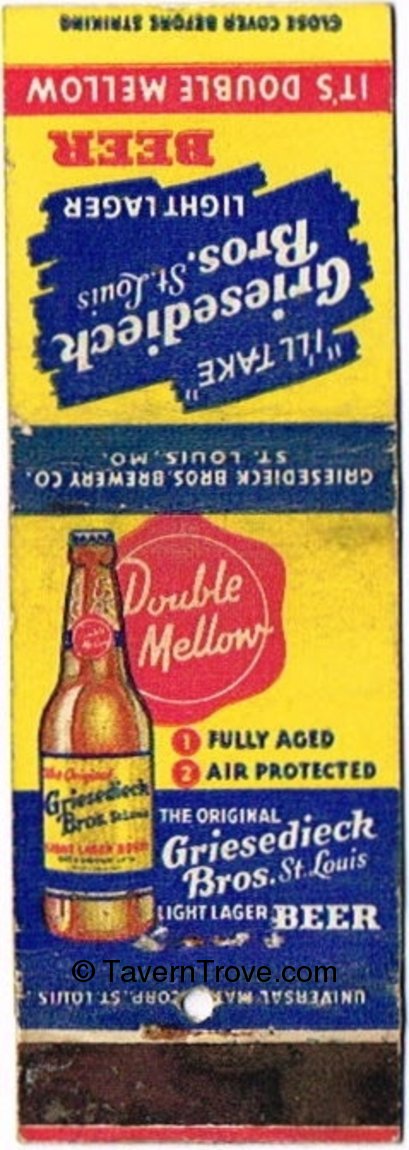 CLOSE COVER BEFORE STRIKING
IT'S DOUBLE MELLOW
"I'LL TAKE"
Griesedieck
Bros. St. Louis
LIGHT LAGER
BEER
GRIESEDIECK BROS. BREWERY CO.
ST. LOUIS, MO.
Double
Mellow
1 FULLY AGED
2 AIR PROTECTED
The Original
Griesedieck
Bros. St. Louis
LIGHT LAGER BEER
THE ORIGINAL
Griesedieck
Bros. St. Louis
LIGHT LAGER BEER
© TavernTrove.com
UNIVERSAL MATCH CORP. ST. LOUIS